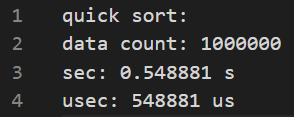 1 quick sort:
2 data count: 1000000
3 sec: 0.548881 s
4 usec: 548881 us